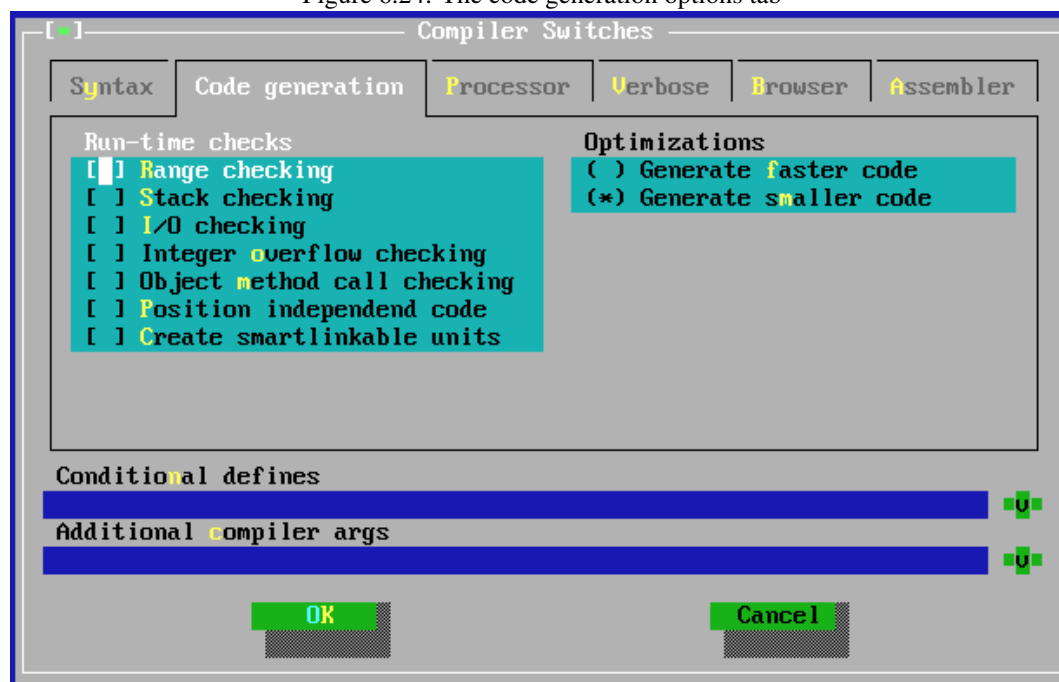 Figure 6.24: The code generation options tab
[■] Compiler Switches
Syntax Code generation Processor Verbose Browser Assembler
Run-time checks Optimizations
[ ] Range checking ( ) Generate faster code
[ ] Stack checking (*) Generate smaller code
[ ] I/O checking
[ ] Integer overflow checking
[ ] Object method call checking
[ ] Position independend code
[ ] Create smartlinkable units
Conditional defines
Additional compiler args
OK Cancel